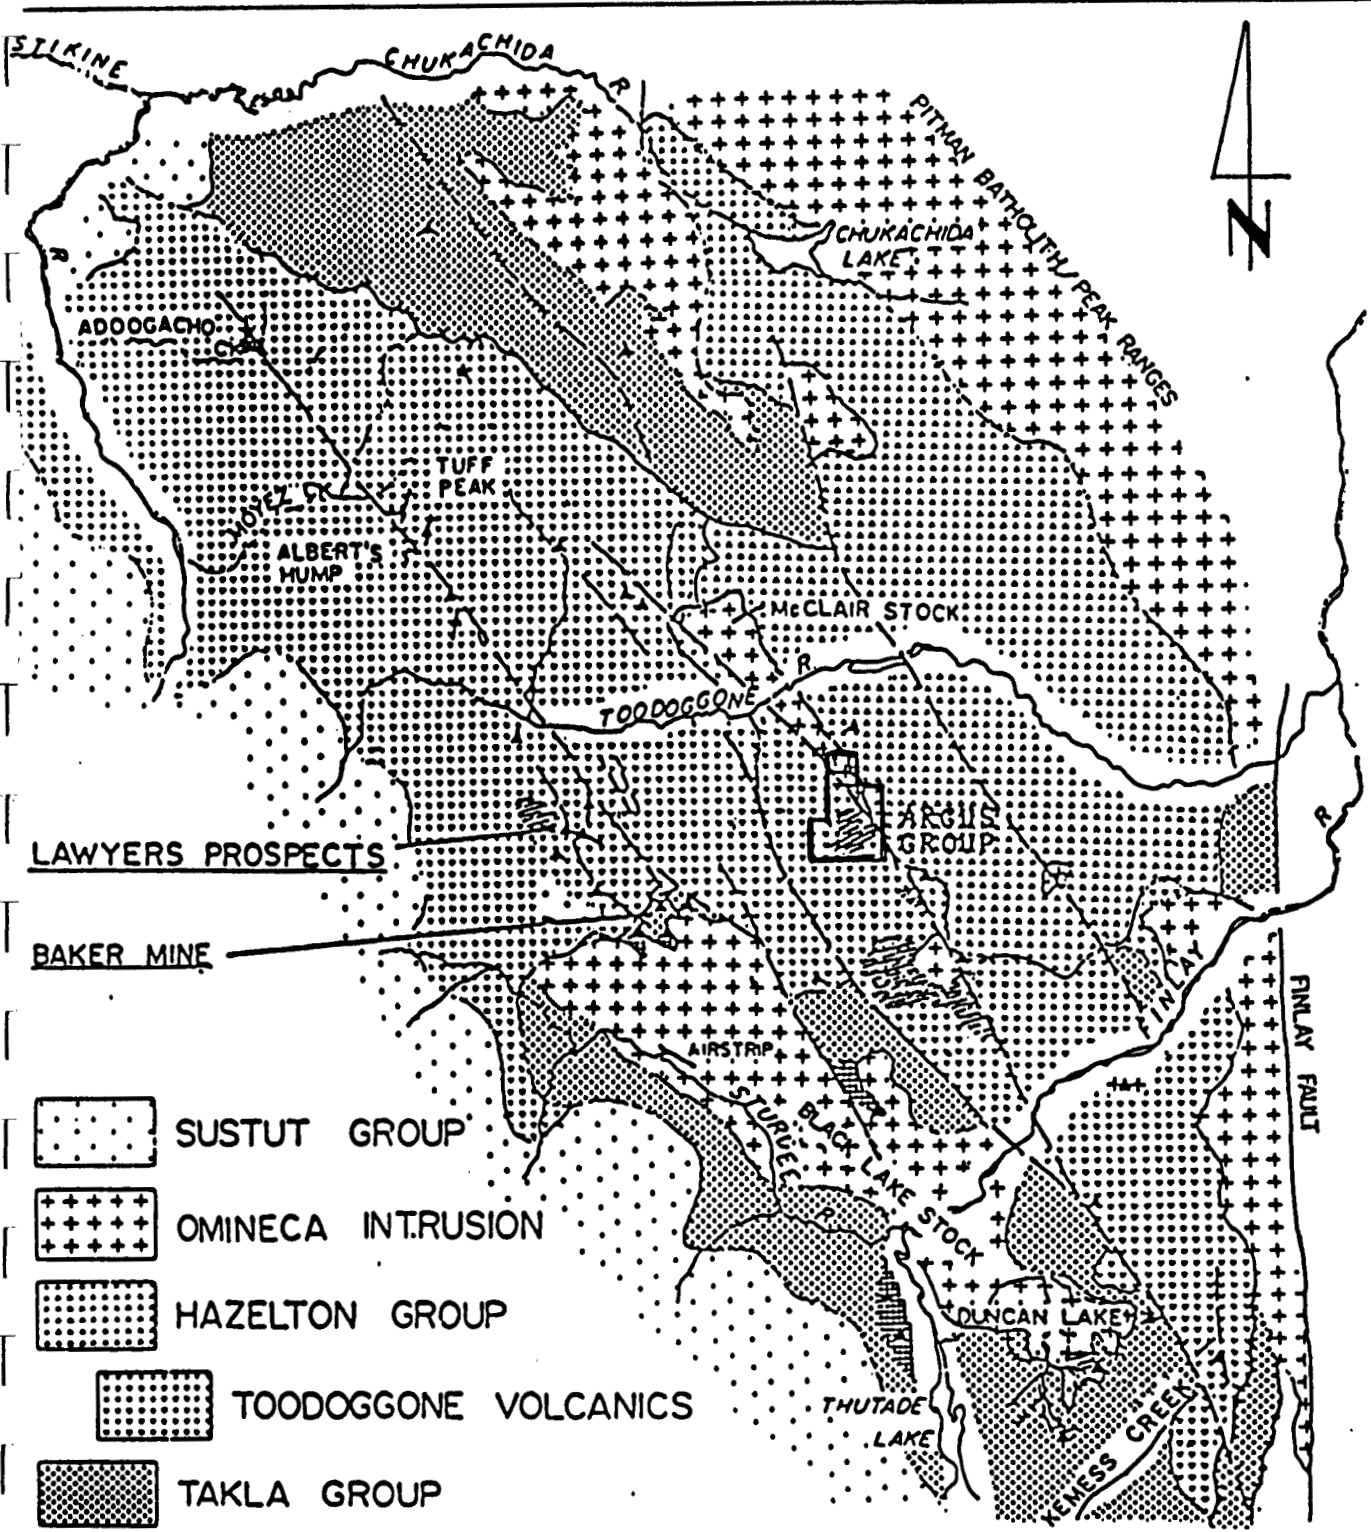 STIKINE
CHUKACHIDA
R
PITMAN BATHOLITH/PEAK RANGES
N
CHUKACHIDA
LAKE
R
ADOOGACHO
CK
TUFF
PEAK
MOYEZ CK
ALBERT'S
HUMP
McCLAIR STOCK
TOODOGGONE R.
ARGUS
GROUP
R
LAWYERS PROSPECTS
BAKER MINE
FINLAY
FINLAY FAULT
AIRSTRIP
STURDEE
R
BLACK LAKE STOCK
DUNCAN LAKE
THUTADE
LAKE
KEMESS CREEK
SUSTUT GROUP
OMINECA INTRUSION
HAZELTON GROUP
TOODOGGONE VOLCANICS
TAKLA GROUP